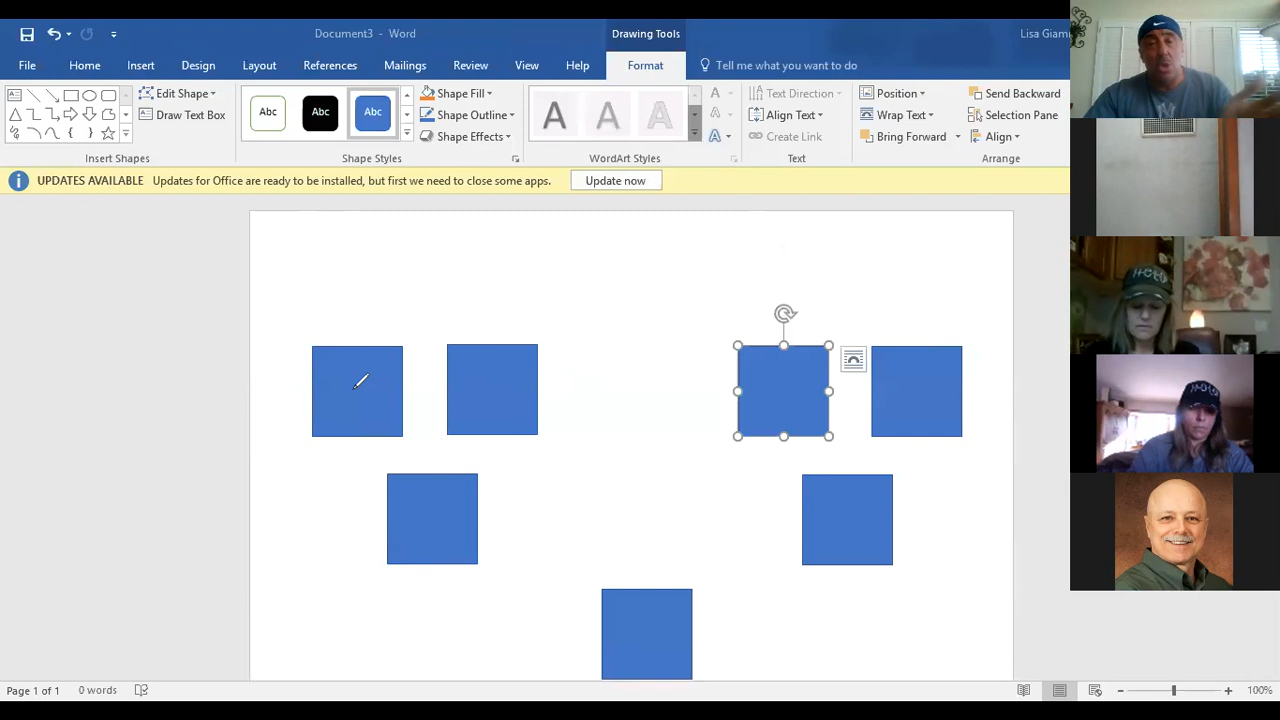 Document3 - Word
Drawing Tools
Lisa Giam
File
Home
Insert
Design
Layout
References
Mailings
Review
View
Help
Format
Tell me what you want to do
Edit Shape
Draw Text Box
Insert Shapes
Abc
Abc
Abc
Shape Fill
Shape Outline
Shape Effects
Shape Styles
A
A
A
WordArt Styles
A
A
A
Text Direction
Align Text
Create Link
Text
Position
Wrap Text
Bring Forward
Send Backward
Selection Pane
Align
Arrange
UPDATES AVAILABLE Updates for Office are ready to be installed, but first we need to close some apps.
Update now
Page 1 of 1
0 words
100%